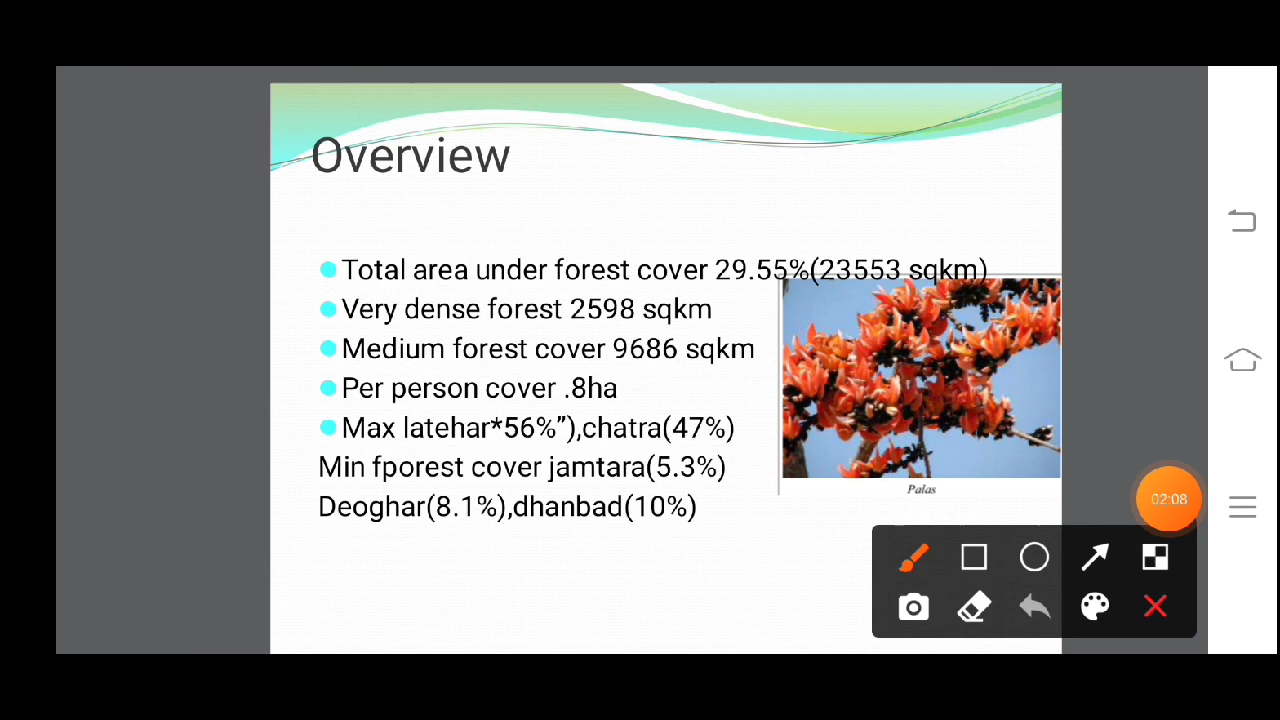 Overview
Total area under forest cover 29.55%(23553 sqkm)
Very dense forest 2598 sqkm
Medium forest cover 9686 sqkm
Per person cover .8ha
Max latehar*56%”),chatra(47%)
Min fporest cover jamtara(5.3%)
Deoghar(8.1%),dhanbad(10%)
Palas
02:08